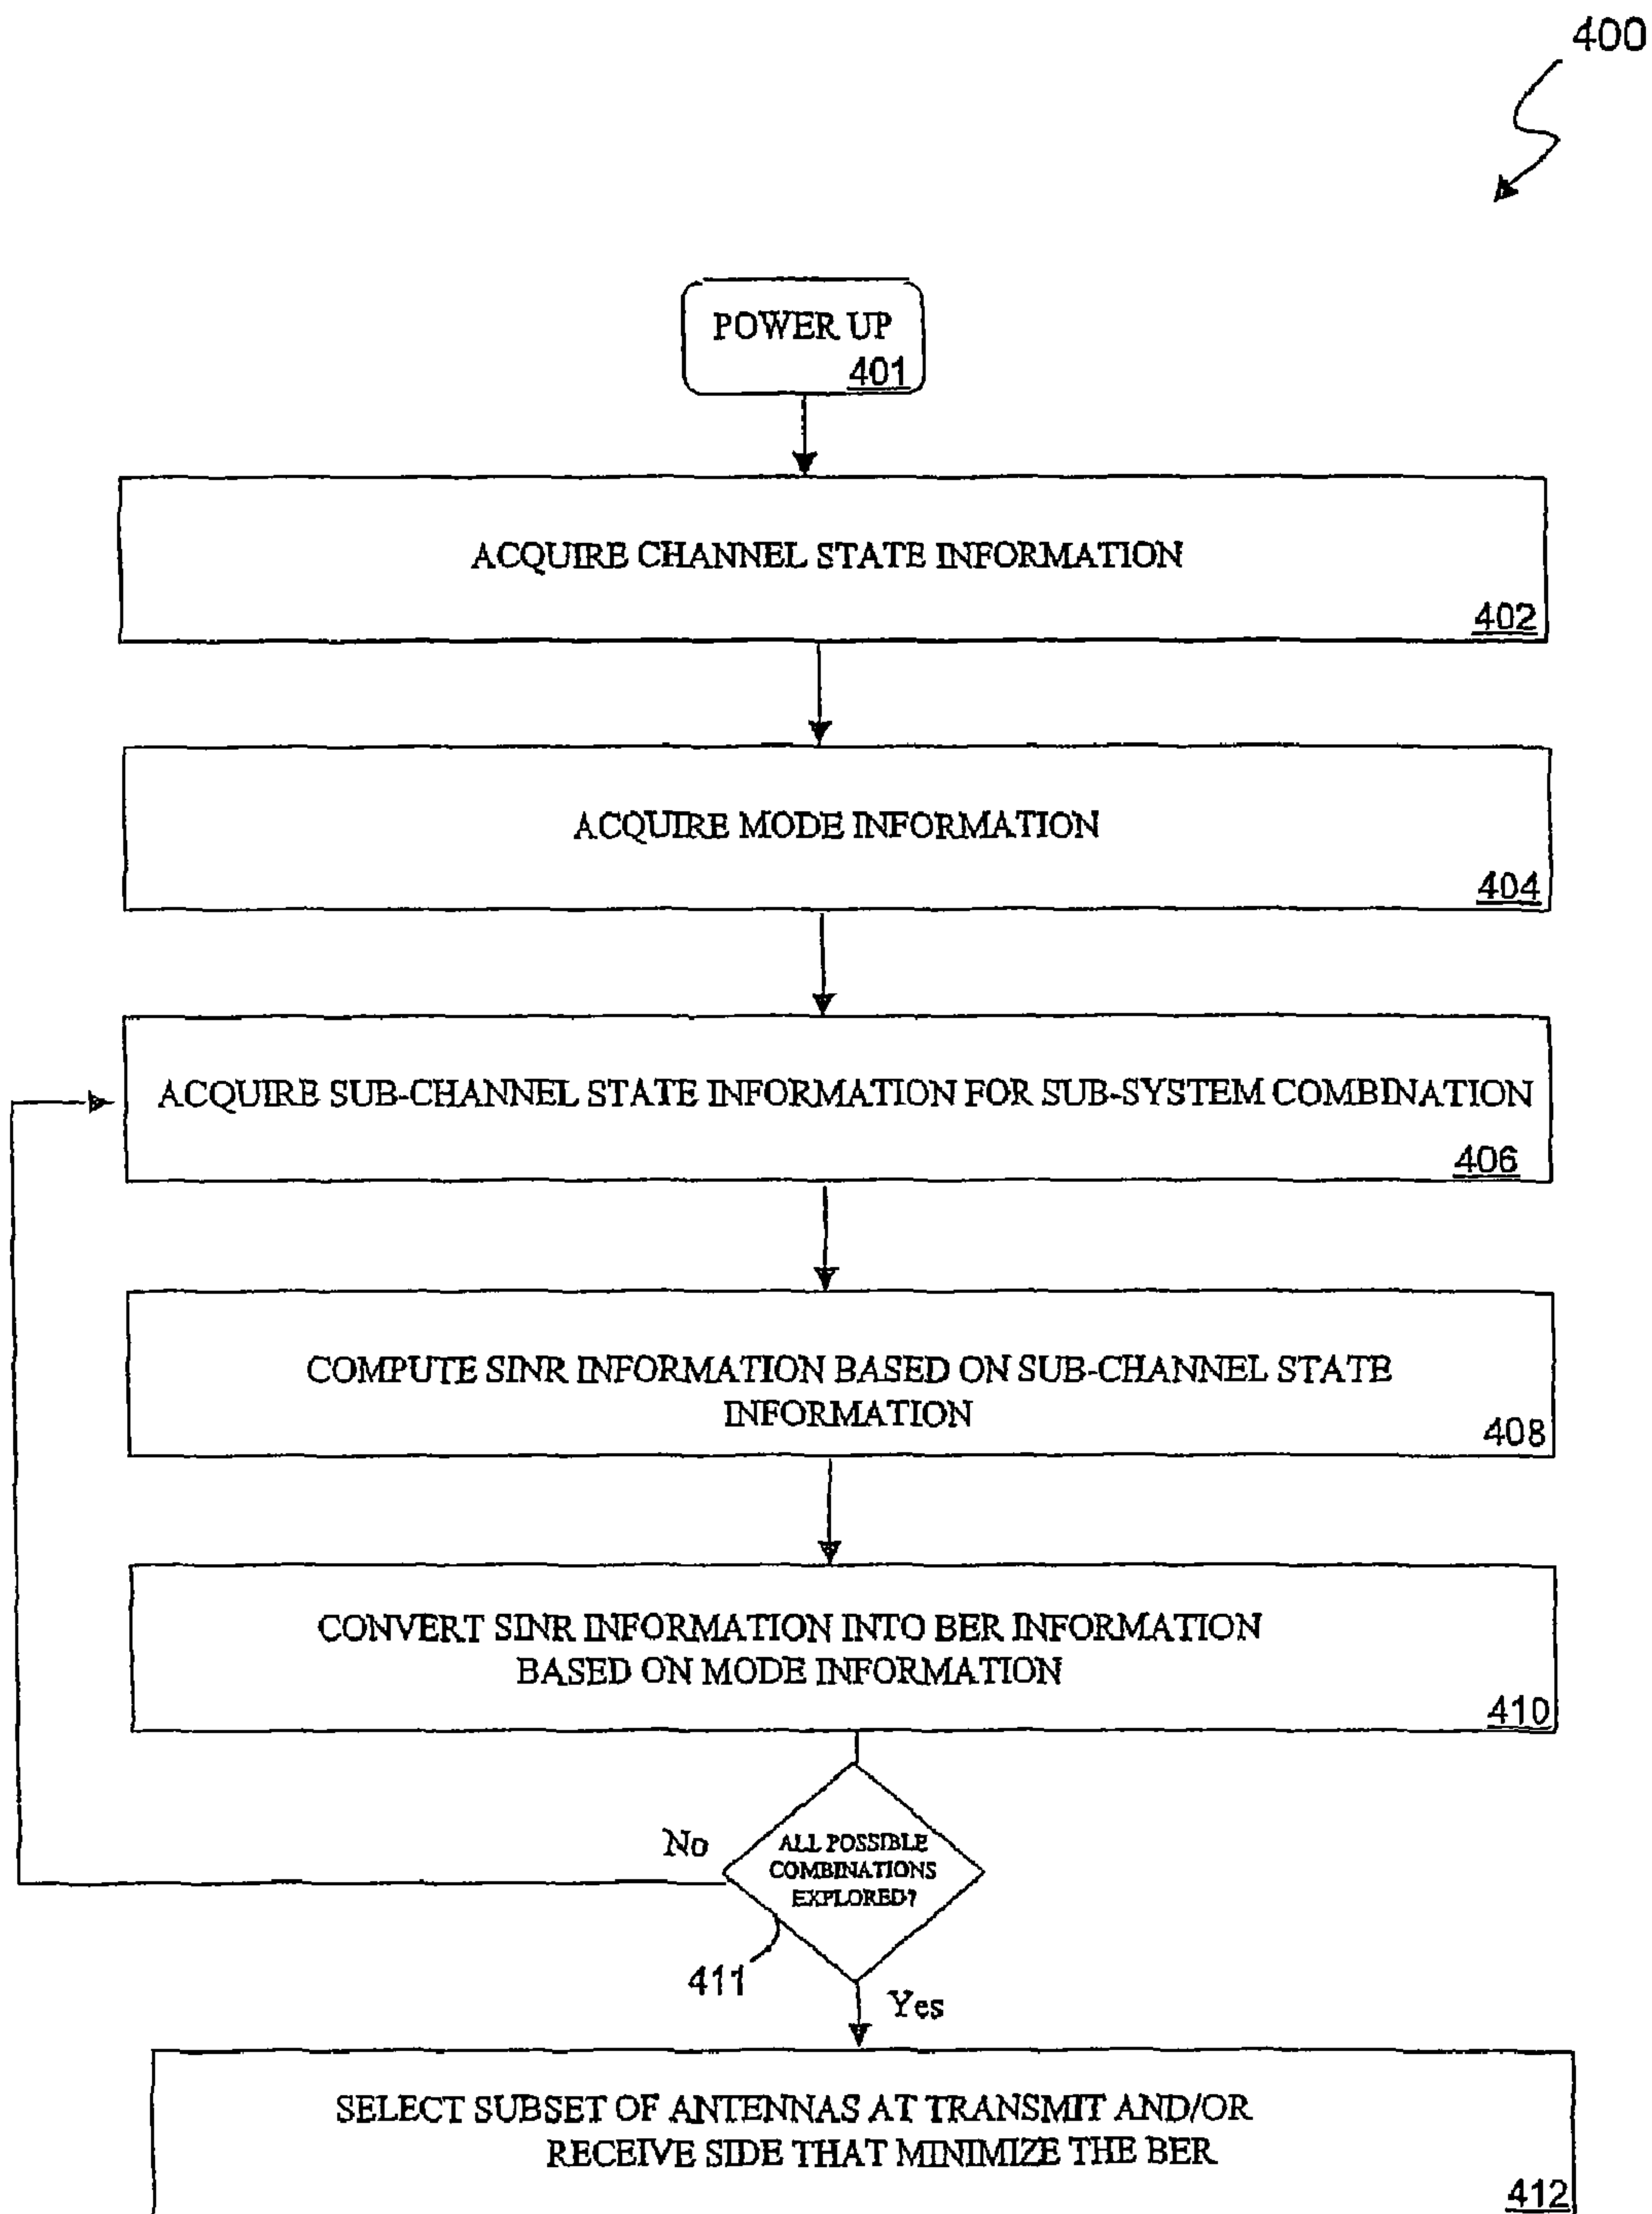 400
POWER UP
401
ACQUIRE CHANNEL STATE INFORMATION
402
ACQUIRE MODE INFORMATION
404
ACQUIRE SUB-CHANNEL STATE INFORMATION FOR SUB-SYSTEM COMBINATION
406
COMPUTE SINR INFORMATION BASED ON SUB-CHANNEL STATE
INFORMATION
408
CONVERT SINR INFORMATION INTO BER INFORMATION
BASED ON MODE INFORMATION
410
No
ALL POSSIBLE
COMBINATIONS
EXPLORED?
411
Yes
SELECT SUBSET OF ANTENNAS AT TRANSMIT AND/OR
RECEIVE SIDE THAT MINIMIZE THE BER
412